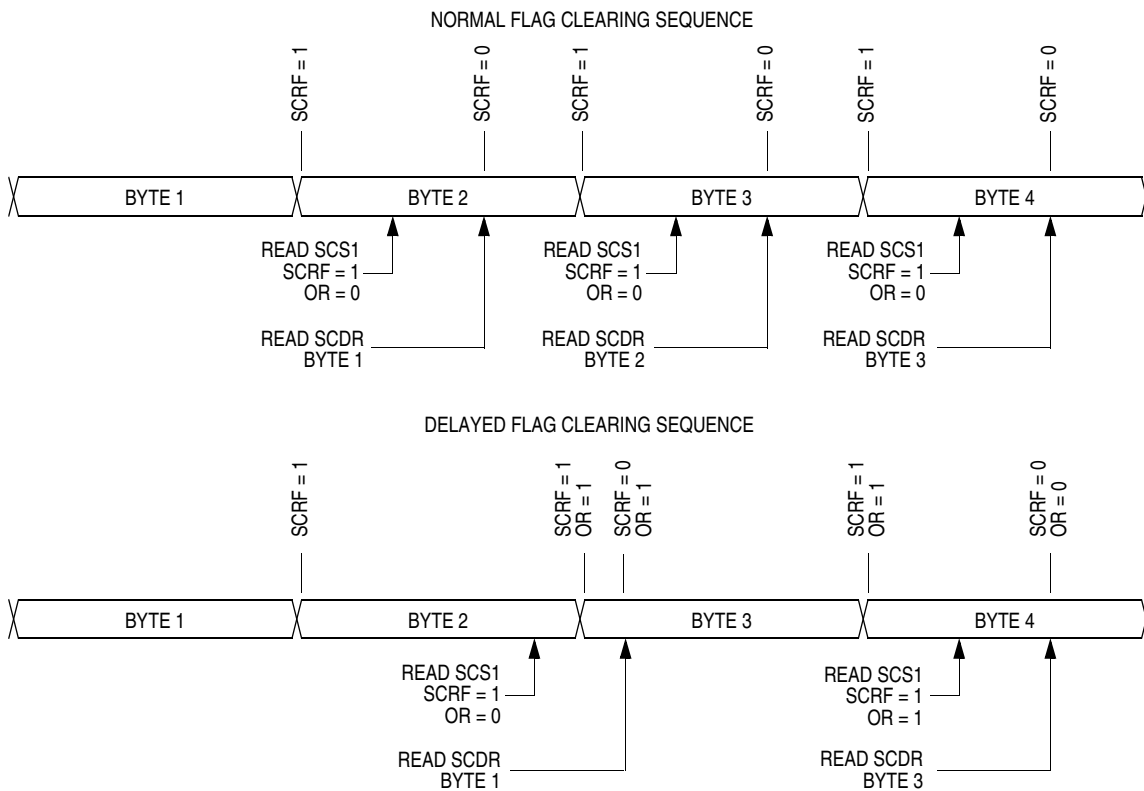 NORMAL FLAG CLEARING SEQUENCE
SCRF = 1
SCRF = 0
SCRF = 1
SCRF = 0
SCRF = 1
SCRF = 0
BYTE 1
BYTE 2
BYTE 3
BYTE 4
READ SCS1
SCRF = 1
OR = 0
READ SCDR
BYTE 1
READ SCS1
SCRF = 1
OR = 0
READ SCDR
BYTE 2
READ SCS1
SCRF = 1
OR = 0
READ SCDR
BYTE 3
DELAYED FLAG CLEARING SEQUENCE
SCRF = 1
SCRF = 1
OR = 1
SCRF = 0
OR = 1
SCRF = 1
OR = 1
SCRF = 0
OR = 0
BYTE 1
BYTE 2
BYTE 3
BYTE 4
READ SCS1
SCRF = 1
OR = 0
READ SCDR
BYTE 1
READ SCS1
SCRF = 1
OR = 1
READ SCDR
BYTE 3